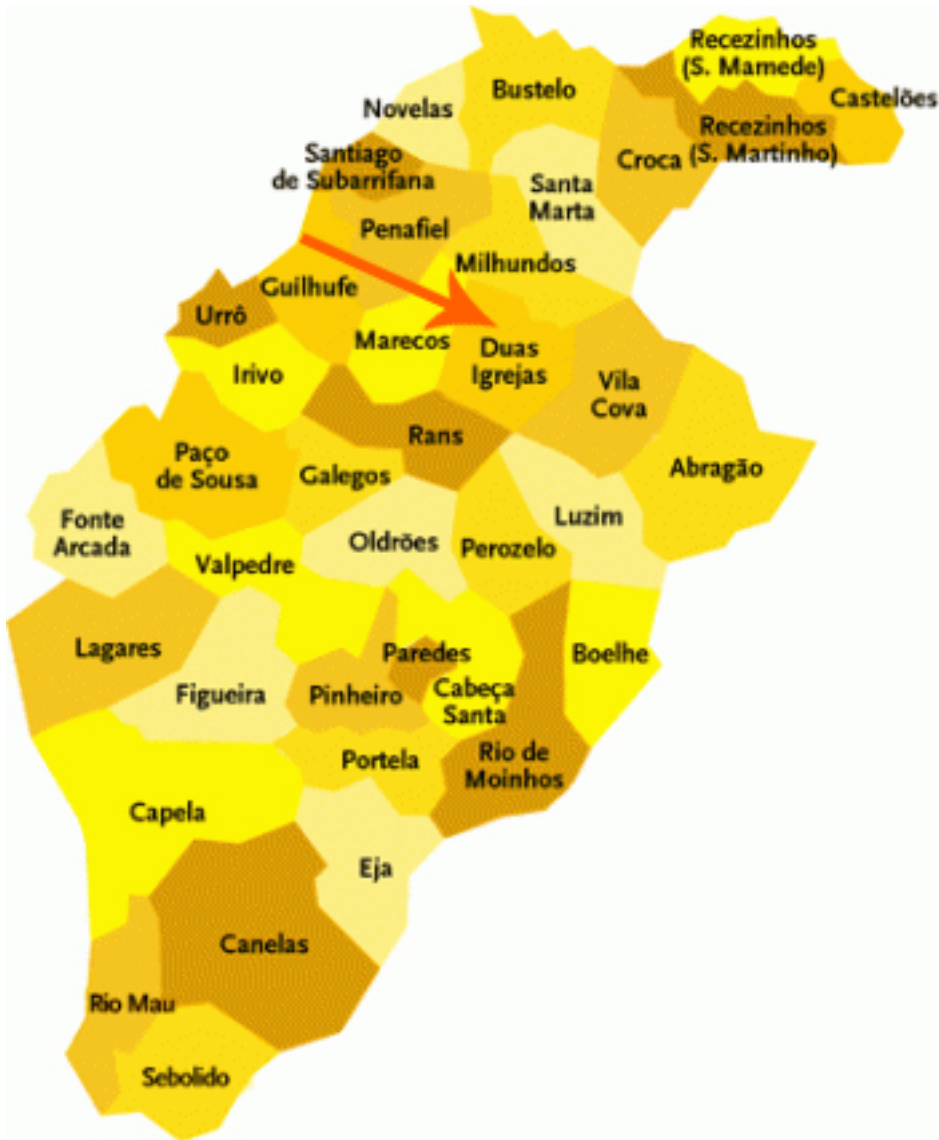 Recezinhos
(S. Mamede)
Bustelo
Castelões
Novelas
Recezinhos
(S. Martinho)
Santiago
de Subarrifana
Croca
Santa
Marta
Penafiel
Milhundos
Guilhufe
Urrô
Marecos
Duas
Igrejas
Irivo
Vila
Cova
Rans
Paço
de Sousa
Galegos
Abragão
Fonte
Arcada
Luzim
Oldrões
Perozelo
Valpedre
Lagares
Paredes
Boelhe
Figueira
Pinheiro
Cabeça
Santa
Portela
Rio de
Moinhos
Capela
Eja
Canelas
Rio Mau
Sebolido